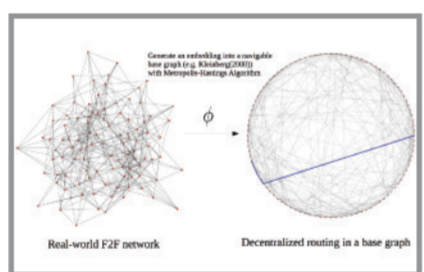 Generate an embedding into a navigable
base graph (e.g. Kleinberg(2000))
with Metropolis-Hastings Algorithm
ϕ
Real-world F2F network
Decentralized routing in a base graph